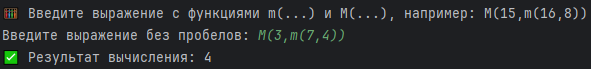 🧮 Введите выражение с функциями m(...) и M(...), например: M(15,m(16,8))
Введите выражение без пробелов: M(3,m(7,4))
✅ Результат вычисления: 4